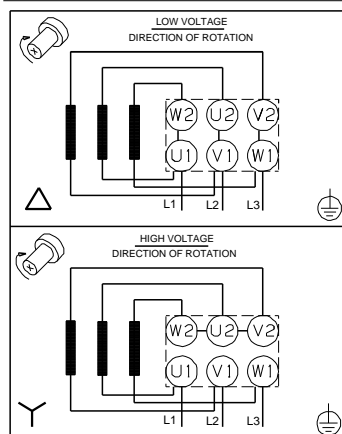 LOW VOLTAGE
DIRECTION OF ROTATION
W2 U2 V2
U1 V1 W1
L1 L2 L3
HIGH VOLTAGE
DIRECTION OF ROTATION
W2 U2 V2
U1 V1 W1
L1 L2 L3